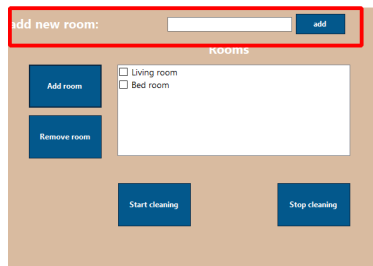 add new room:
add
Rooms
Living room
Bed room
Add room
Remove room
Start cleaning
Stop cleaning